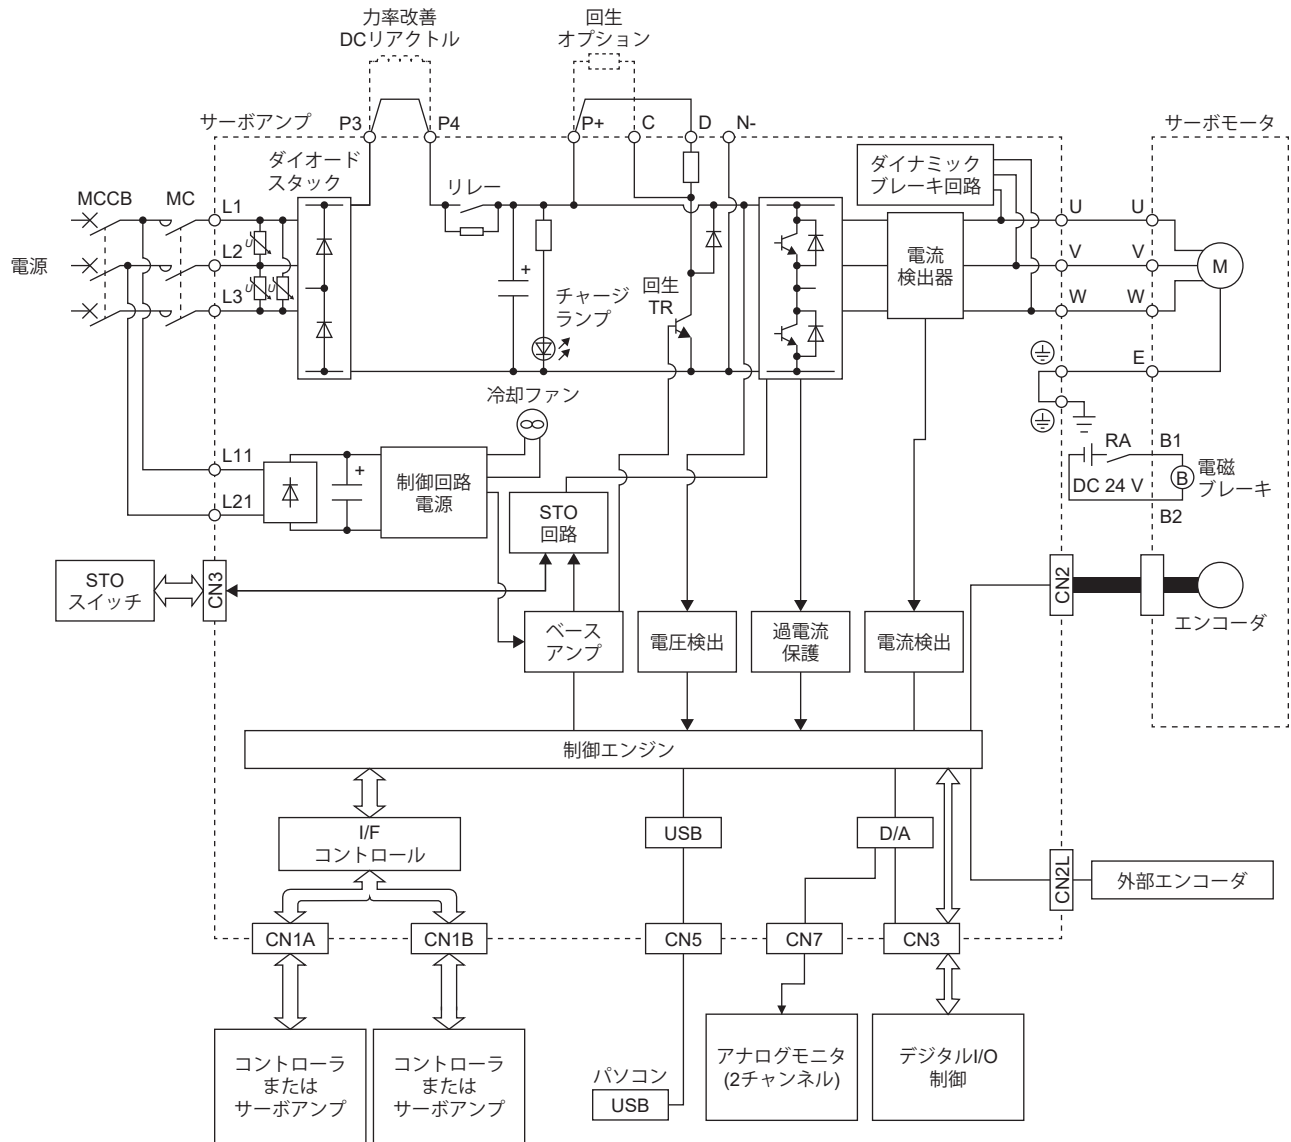 力率改善
DCリアクトル
回生
オプション
サーボアンプ
P3
P4
P+
C
D
N-
サーボモータ
ダイオード
スタック
リレー
ダイナミック
ブレーキ回路
MCCB
MC
L1
L2
L3
電源
U
U
U
U
U
V
V
W
W
M
電流
検出器
+
チャージ
ランプ
回生
TR
E
冷却ファン
RA
B1
DC 24 V
B
電磁
ブレーキ
B2
L11
L21
+
制御回路
電源
STO
回路
STO
スイッチ
CN3
ベース
アンプ
電圧検出
過電流
保護
電流検出
CN2
エンコーダ
制御エンジン
I/F
コントロール
USB
D/A
CN2L
外部エンコーダ
CN1A
CN1B
CN5
CN7
CN3
コントローラ
または
サーボアンプ
コントローラ
または
サーボアンプ
パソコン
USB
アナログモニタ
(2チャンネル)
デジタルI/O
制御